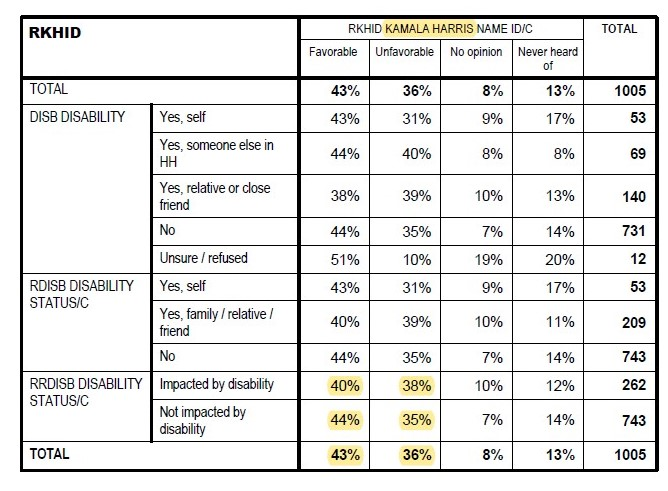 RKHID RKHID KAMALA HARRIS NAME ID/C TOTAL
Favorable Unfavorable No opinion Never heard
of
TOTAL 43% 36% 8% 13% 1005
DISB DISABILITY Yes, self 43% 31% 9% 17% 53
Yes, someone else in
HH 44% 40% 8% 8% 69
Yes, relative or close
friend 38% 39% 10% 13% 140
No 44% 35% 7% 14% 731
Unsure / refused 51% 10% 19% 20% 12
RDISB DISABILITY
STATUS/C Yes, self 43% 31% 9% 17% 53
Yes, family / relative /
friend 40% 39% 10% 11% 209
No 44% 35% 7% 14% 743
RRDISB DISABILITY
STATUS/C Impacted by disability 40% 38% 10% 12% 262
Not impacted by
disability 44% 35% 7% 14% 743
TOTAL 43% 36% 8% 13% 1005